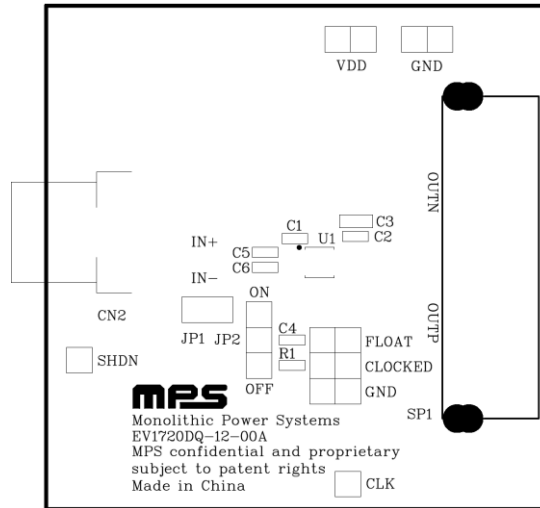 VDD GND
OUTN
C1 C3
U1 C2
IN+
C5
C6
IN-
ON
CN2
OUTP
JP1 JP2 C4 FLOAT
SHDN R1 CLOCKED
OFF GND
SP1
MPS
Monolithic Power Systems
EV1720DQ-12-00A
MPS confidential and proprietary
subject to patent rights
Made in China
CLK